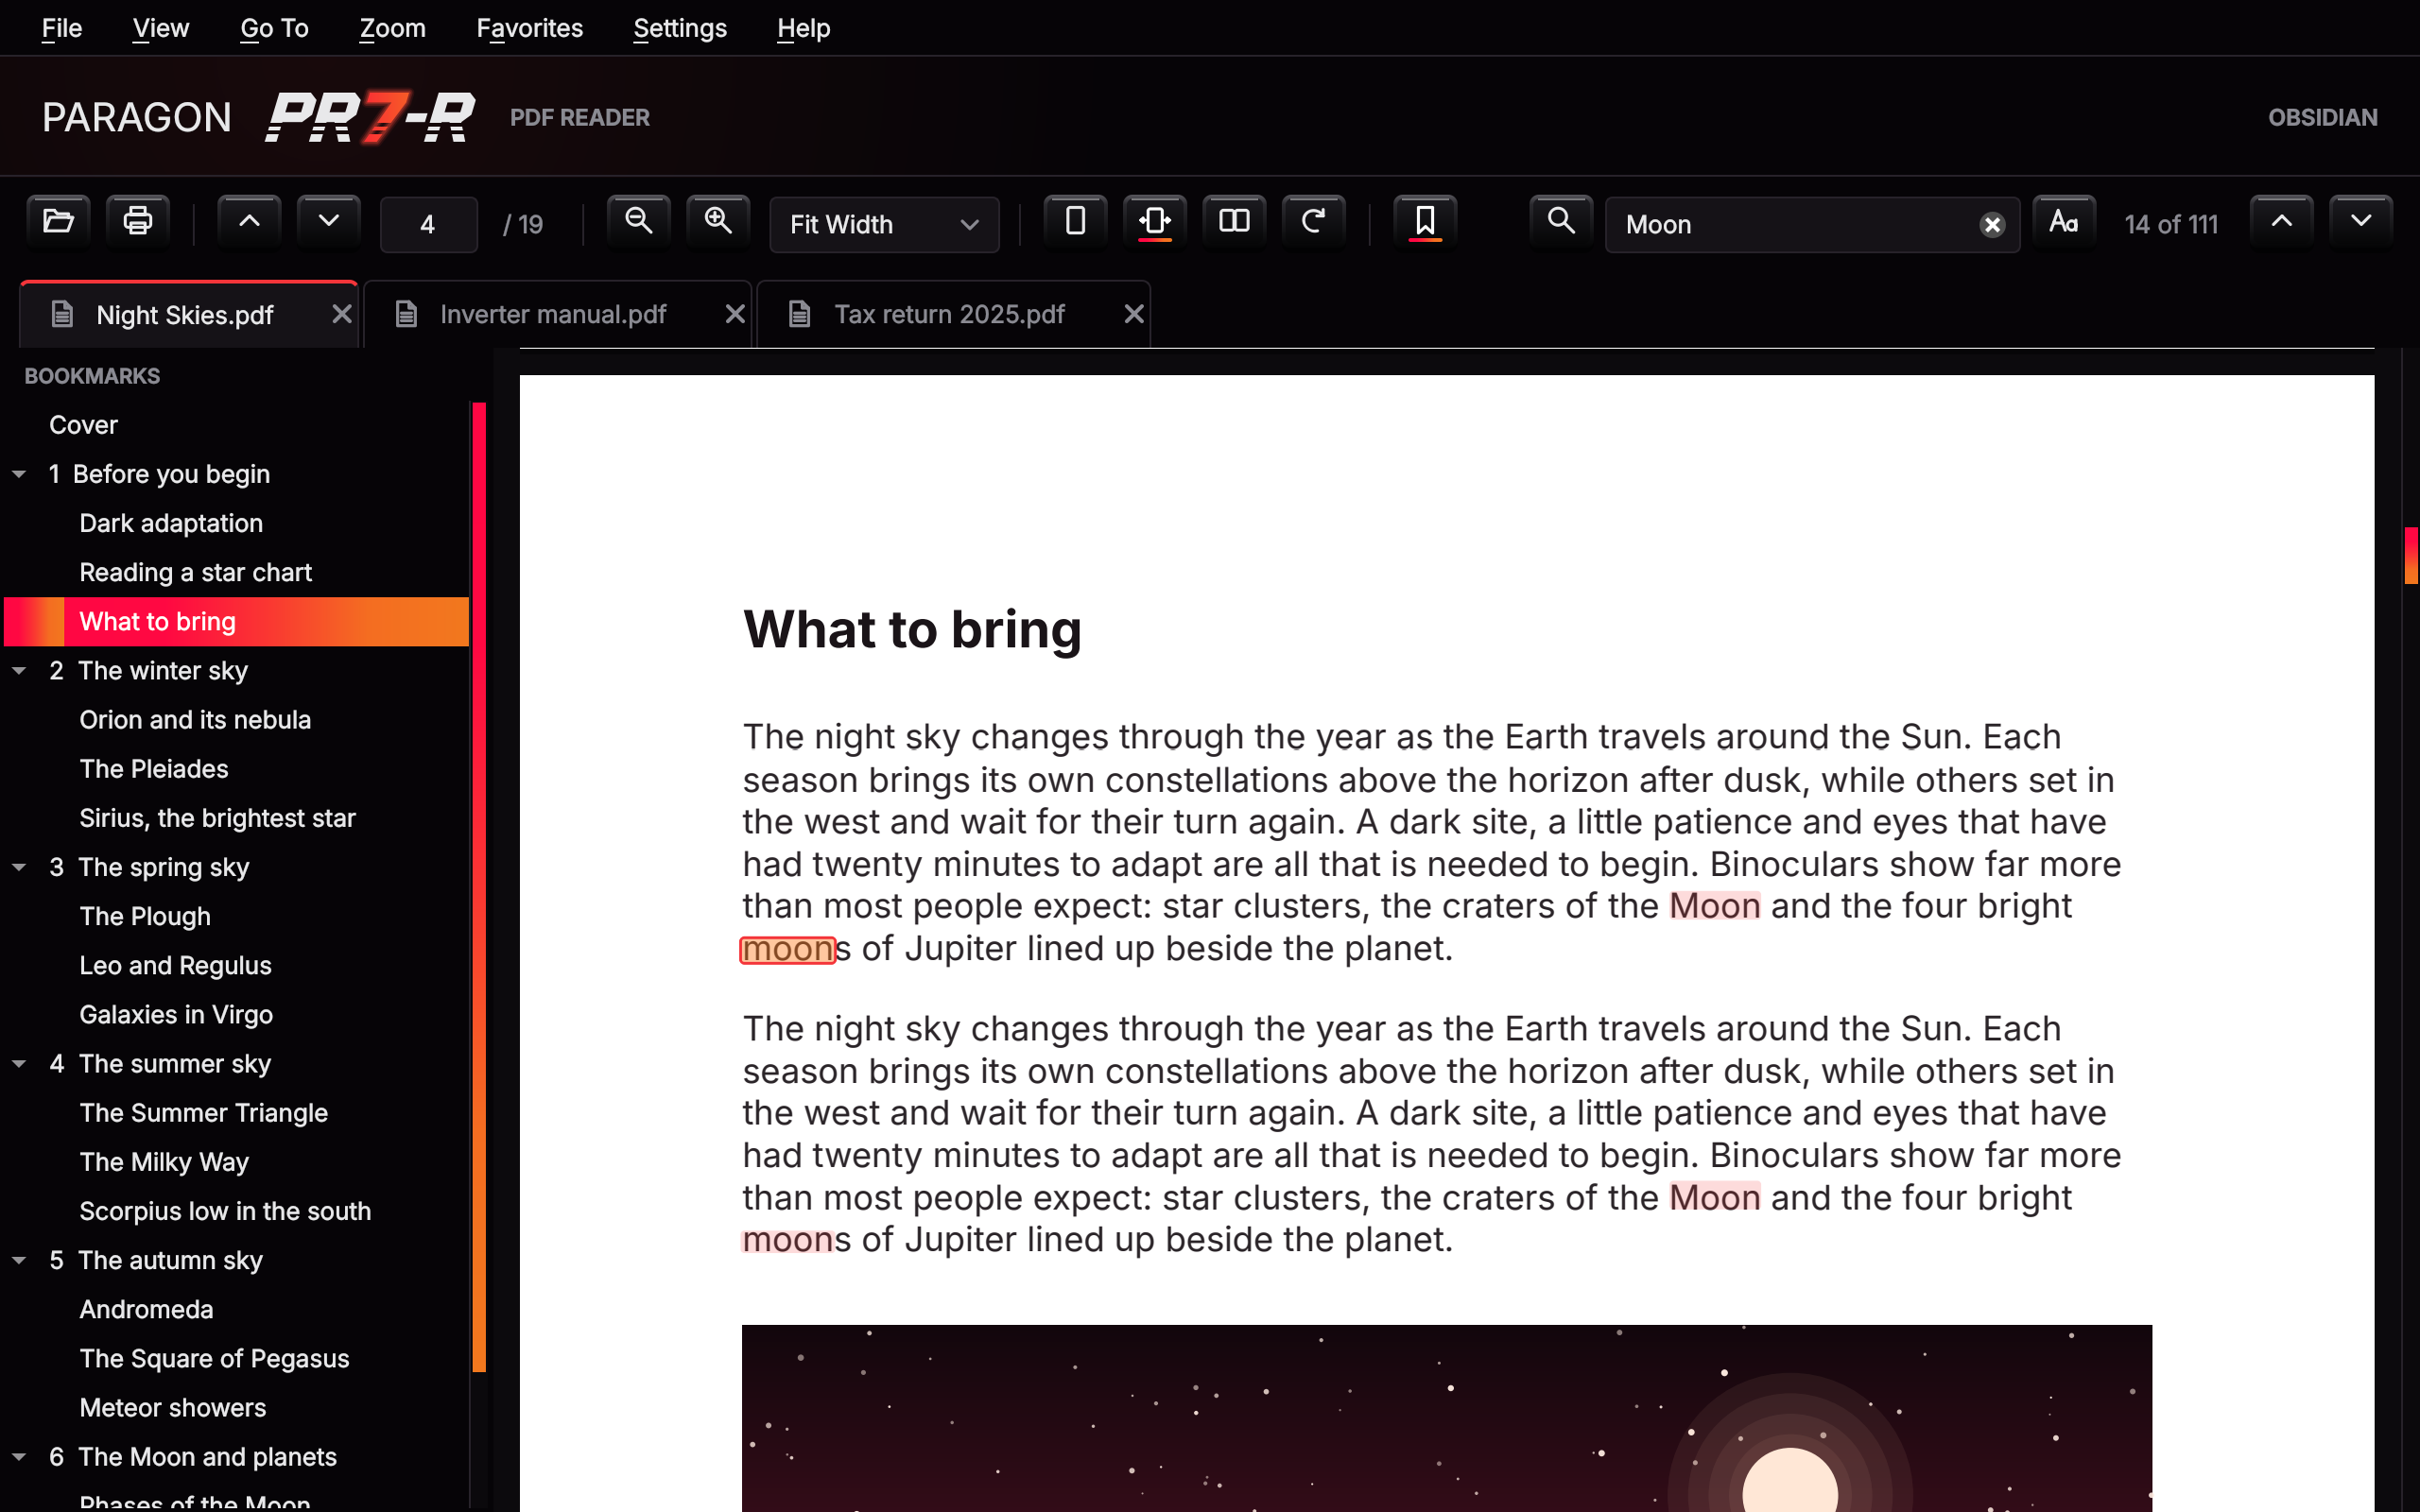 File View Go To Zoom Favorites Settings Help
PARAGON PR7-R PDF READER OBSIDIAN
4 / 19 Fit Width Moon Aa 14 of 111
Night Skies.pdf Inverter manual.pdf Tax return 2025.pdf
BOOKMARKS
Cover
1 Before you begin
Dark adaptation
Reading a star chart
What to bring
2 The winter sky
Orion and its nebula
The Pleiades
Sirius, the brightest star
3 The spring sky
The Plough
Leo and Regulus
Galaxies in Virgo
4 The summer sky
The Summer Triangle
The Milky Way
Scorpius low in the south
5 The autumn sky
Andromeda
The Square of Pegasus
Meteor showers
6 The Moon and planets
Phases of the Moon
What to bring
The night sky changes through the year as the Earth travels around the Sun. Each
season brings its own constellations above the horizon after dusk, while others set in
the west and wait for their turn again. A dark site, a little patience and eyes that have
had twenty minutes to adapt are all that is needed to begin. Binoculars show far more
than most people expect: star clusters, the craters of the Moon and the four bright
moons of Jupiter lined up beside the planet.
The night sky changes through the year as the Earth travels around the Sun. Each
season brings its own constellations above the horizon after dusk, while others set in
the west and wait for their turn again. A dark site, a little patience and eyes that have
had twenty minutes to adapt are all that is needed to begin. Binoculars show far more
than most people expect: star clusters, the craters of the Moon and the four bright
moons of Jupiter lined up beside the planet.